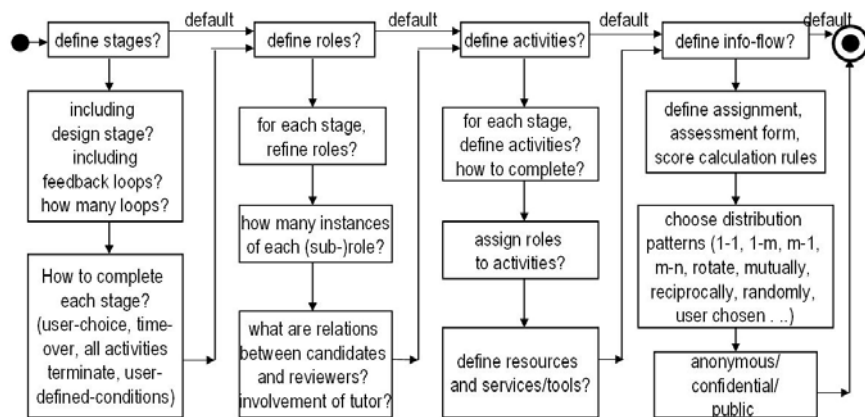 default
default
default
default
define stages?
define roles?
define activities?
define info-flow?
including
design stage?
including
feedback loops?
how many loops?
How to complete
each stage?
(user-choice, time-
over, all activities
terminate, user-
defined-conditions)
for each stage,
refine roles?
how many instances
of each (sub-)role?
what are relations
between candidates
and reviewers?
involvement of tutor?
for each stage,
define activities?
how to complete?
assign roles
to activities?
define resources
and services/tools?
define assignment,
assessment form,
score calculation rules
choose distribution
patterns (1-1, 1-m, m-1,
m-n, rotate, mutually,
reciprocally, randomly,
user chosen . ..)
anonymous/
confidential/
public